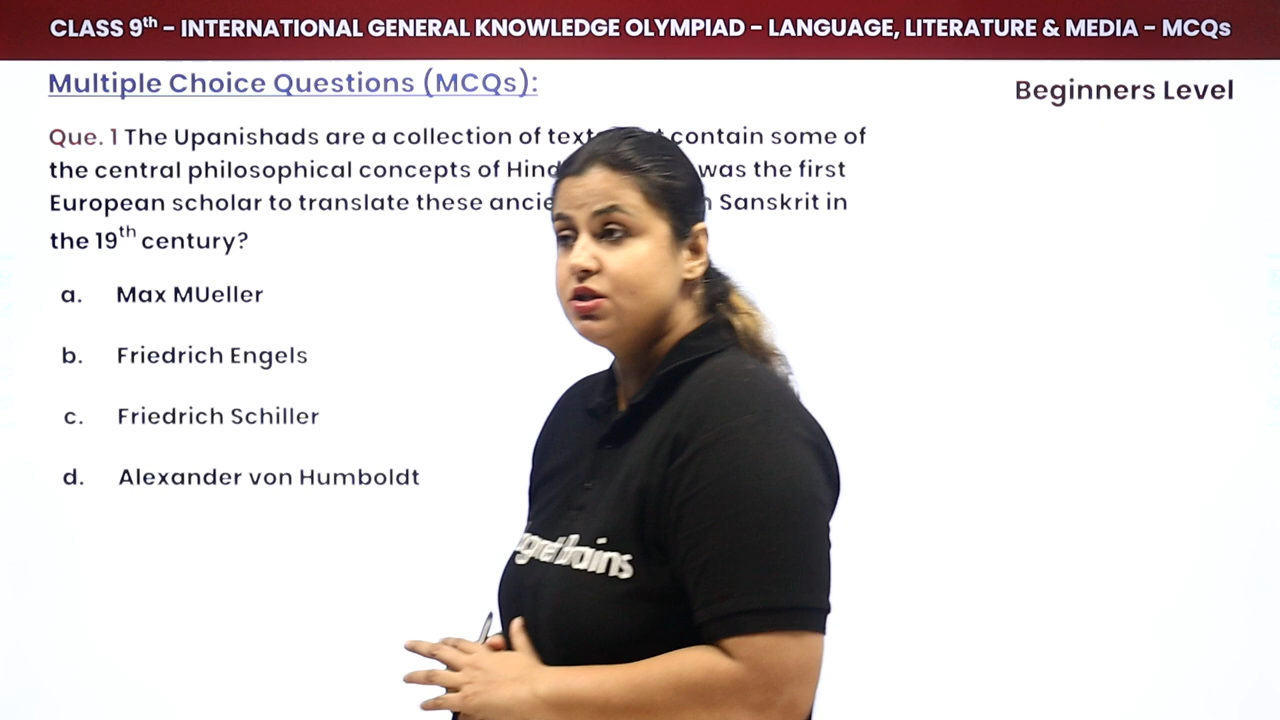 CLASS 9th – INTERNATIONAL GENERAL KNOWLEDGE OLYMPIAD – LANGUAGE, LITERATURE & MEDIA – MCQs
Multiple Choice Questions (MCQs):
Beginners Level
Que. 1 The Upanishads are a collection of contain some of
the central philosophical concepts of was the first
European scholar to translate these Sanskrit in
the 19th century?
a. Max MUeller
b. Friedrich Engels
c. Friedrich Schiller
d. Alexander von Humboldt